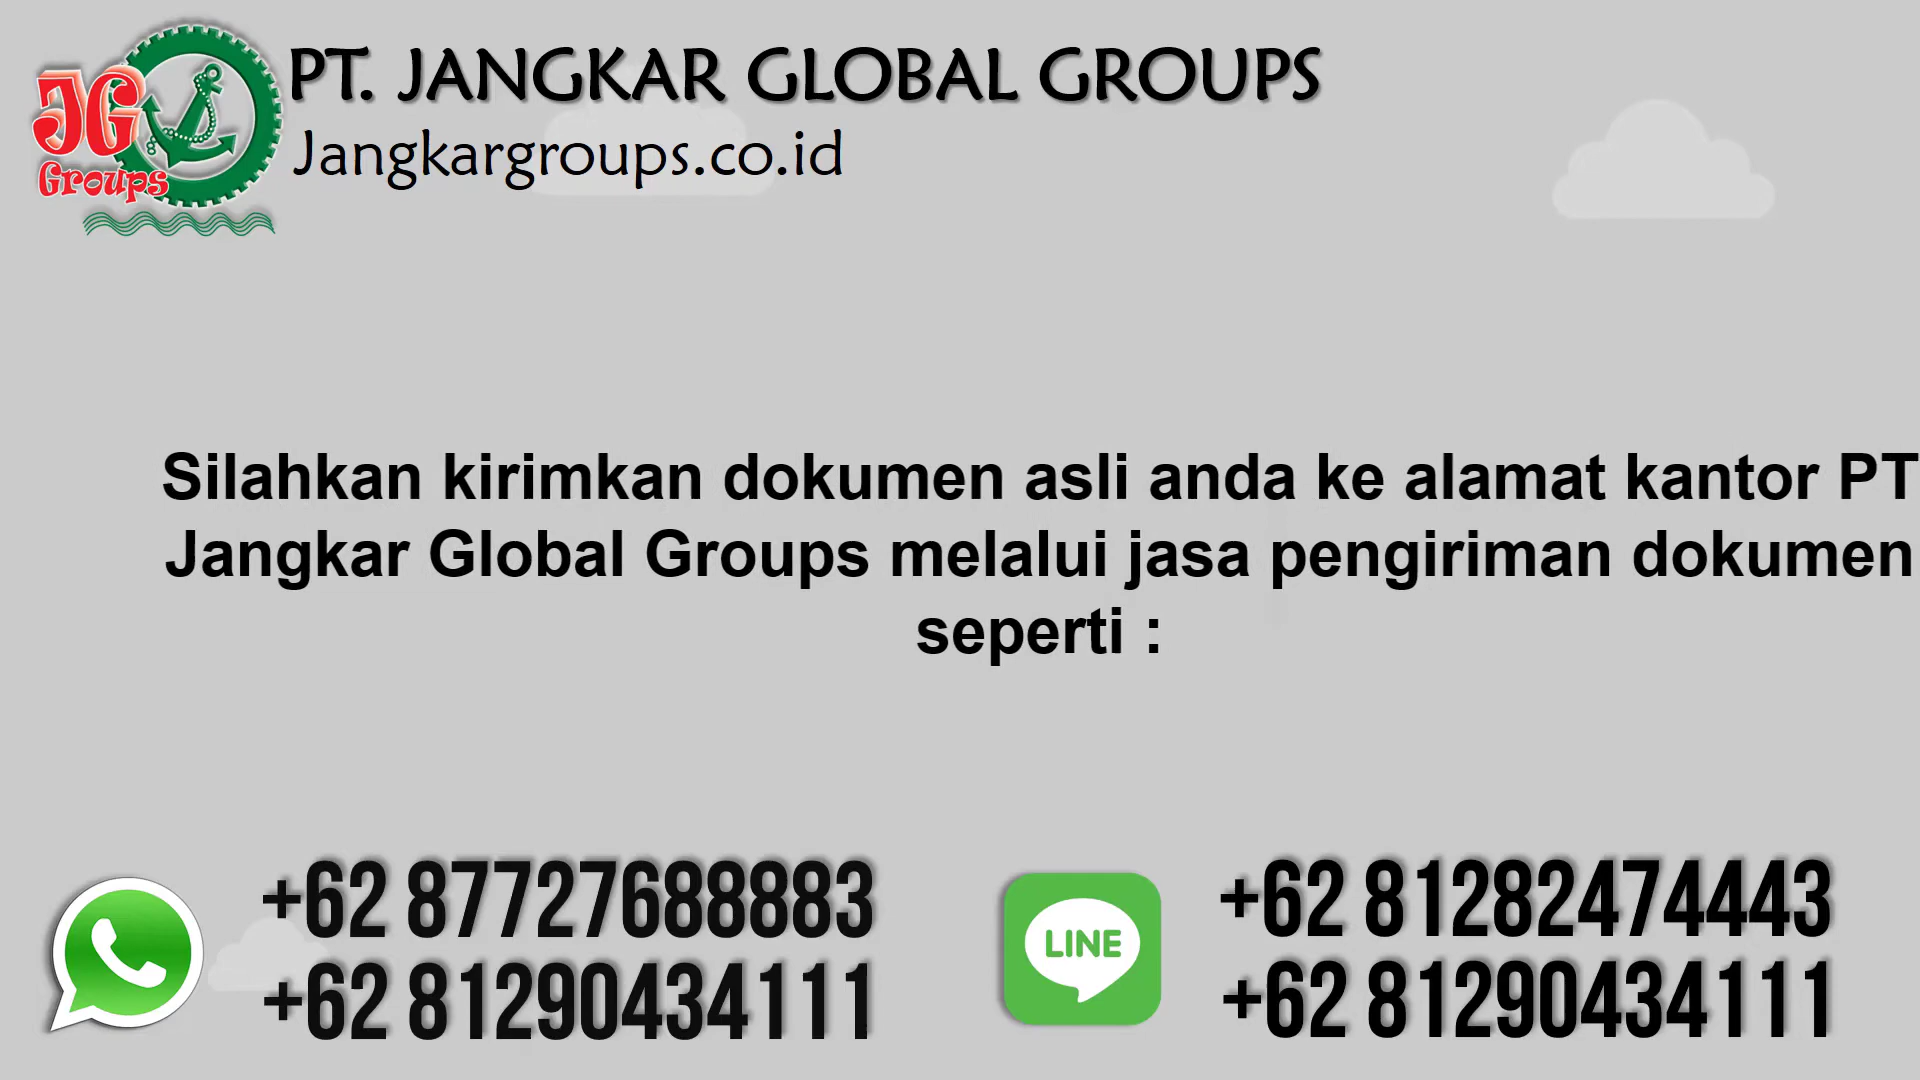 JG
Groups
PT. JANGKAR GLOBAL GROUPS
Jangkargroups.co.id
Silahkan kirimkan dokumen asli anda ke alamat kantor PT
Jangkar Global Groups melalui jasa pengiriman dokumen
seperti :
+62 87727688883
+62 81290434111
LINE
+62 81282474443
+62 81290434111